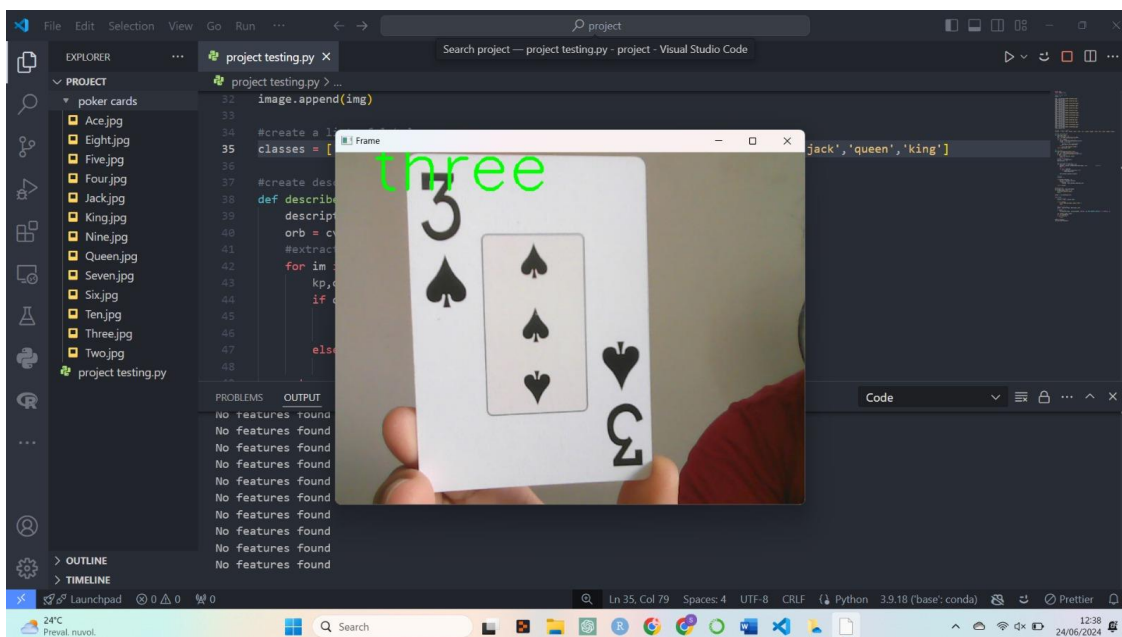 File Edit Selection View Go Run ... project
Search project — project testing.py - project - Visual Studio Code
EXPLORER ...
project testing.py
PROJECT
project testing.py > ...
poker cards
Ace.jpg
Eight.jpg
Five.jpg
Four.jpg
Jack.jpg
King.jpg
Nine.jpg
Queen.jpg
Seven.jpg
Six.jpg
Ten.jpg
Three.jpg
Two.jpg
project testing.py
32 image.append(img)
33
34 #create a
35 classes = [ jack','queen','king']
36
37 #create
38 def
39
40 orb =
41
42 for im
43
44 if
45
46
47
48
Frame
three
3
3
PROBLEMS OUTPUT Code
No features found
No features found
No features found
No features found
No features found
No features found
No features found
No features found
No features found
No features found
OUTLINE
TIMELINE
Launchpad 0 0 0 Ln 35, Col 79 Spaces: 4 UTF-8 CRLF Python 3.9.18 ('base': conda) Prettier
24°C
Preval. nuvol.
Search
12:38
24/06/2024